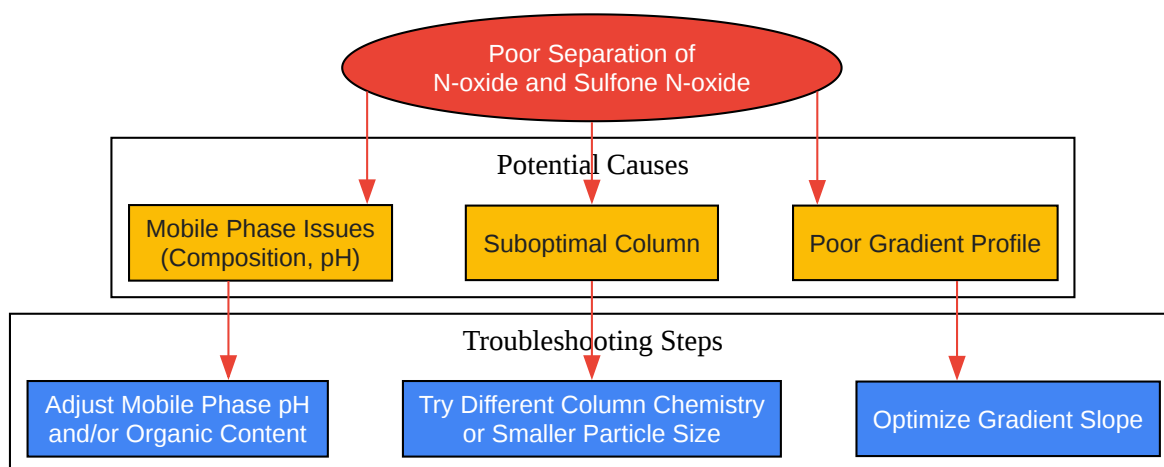 Poor Separation of
N-oxide and Sulfone N-oxide
Potential Causes
Mobile Phase Issues
(Composition, pH)
Suboptimal Column
Poor Gradient Profile
Troubleshooting Steps
Adjust Mobile Phase pH
and/or Organic Content
Try Different Column Chemistry
or Smaller Particle Size
Optimize Gradient Slope